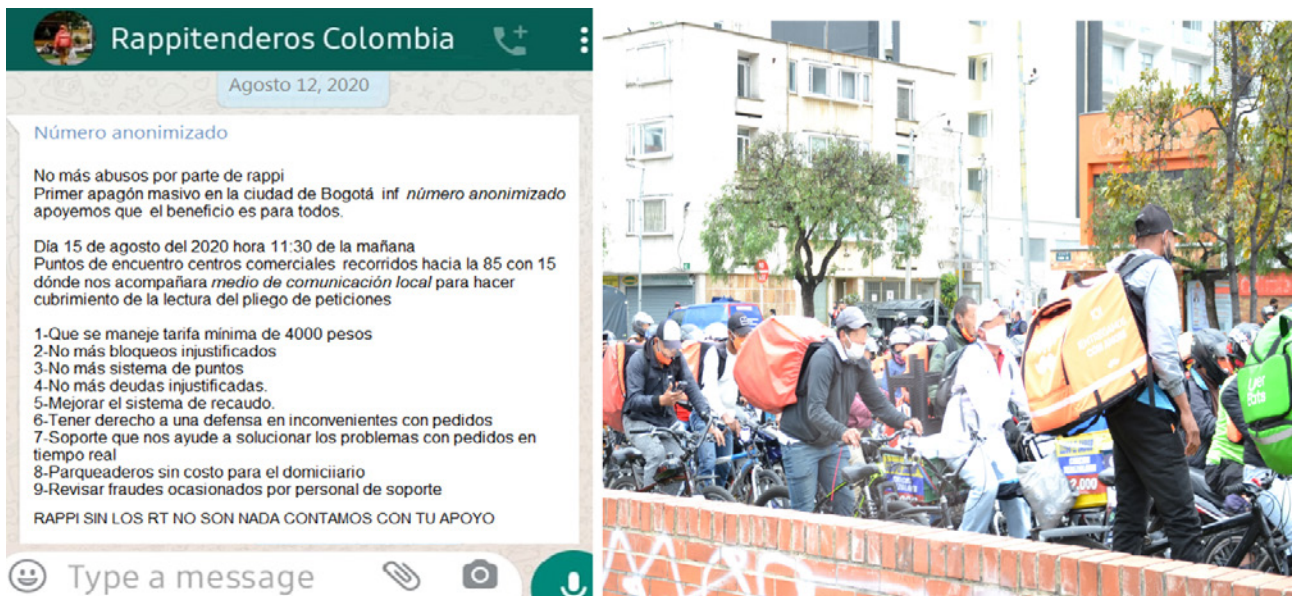 Rappitenderos Colombia
Agosto 12, 2020
Número anonimizado
No más abusos por parte de rappi
Primer apagón masivo en la ciudad de Bogotá inf número anonimizado
apoyemos que el beneficio es para todos.
Día 15 de agosto del 2020 hora 11:30 de la mañana
Puntos de encuentro centros comerciales recorridos hacia la 85 con 15
dónde nos acompañara medio de comunicación local para hacer
cubrimiento de la lectura del pliego de peticiones
1-Que se maneje tarifa mínima de 4000 pesos
2-No más bloqueos injustificados
3-No más sistema de puntos
4-No más deudas injustificadas.
5-Mejorar el sistema de recaudo.
6-Tener derecho a una defensa en inconvenientes con pedidos
7-Soporte que nos ayude a solucionar los problemas con pedidos en
tiempo real
8-Parqueaderos sin costo para el domiciiario
9-Revisar fraudes ocasionados por personal de soporte
RAPPI SIN LOS RT NO SON NADA CONTAMOS CON TU APOYO
Type a message